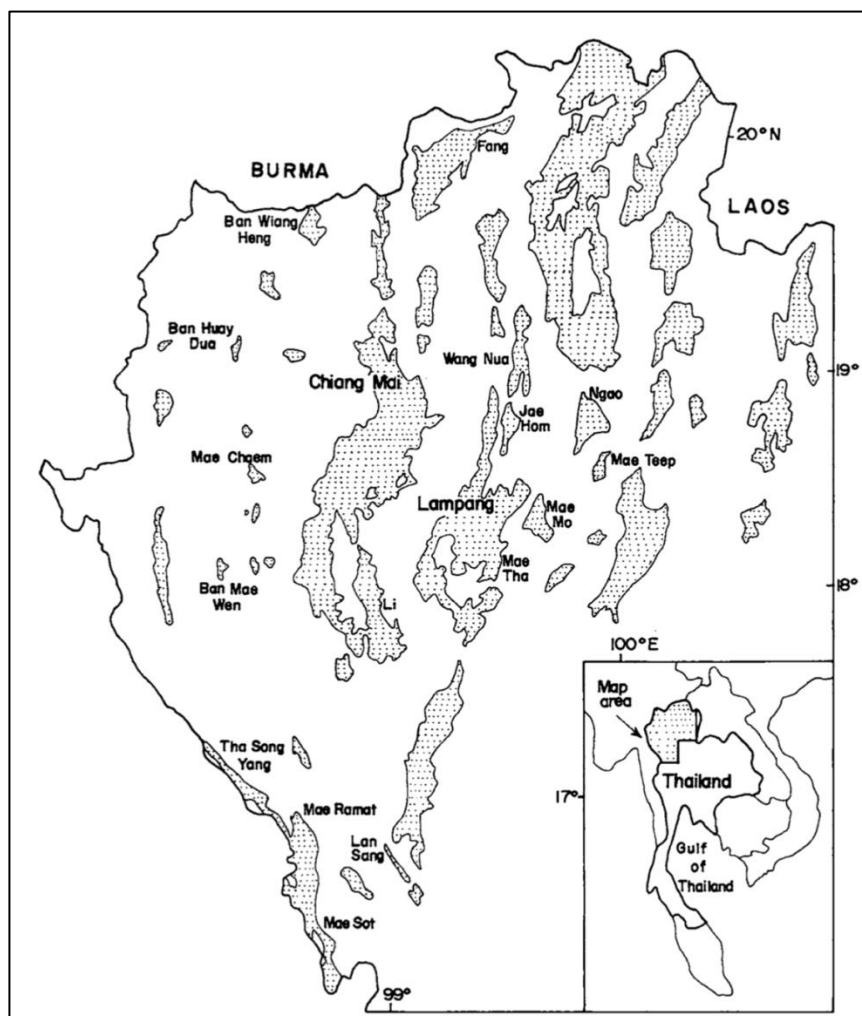 Fang
20° N
BURMA
LAOS
Ban Wiang
Heng
Ban Huay
Dua
Wang Nua
19°
Chiang Mai
Ngao
Jae
Hom
Mae Chaem
Mae Teep
Lampang
Mae
Mo
Mae
Tha
18°
Ban Mae
Wen
Li
100°E
Map
area
Tha Song
Yang
Thailand
17°
Mae Ramat
Lan
Sang
Gulf
of
Thailand
Mae Sot
99°